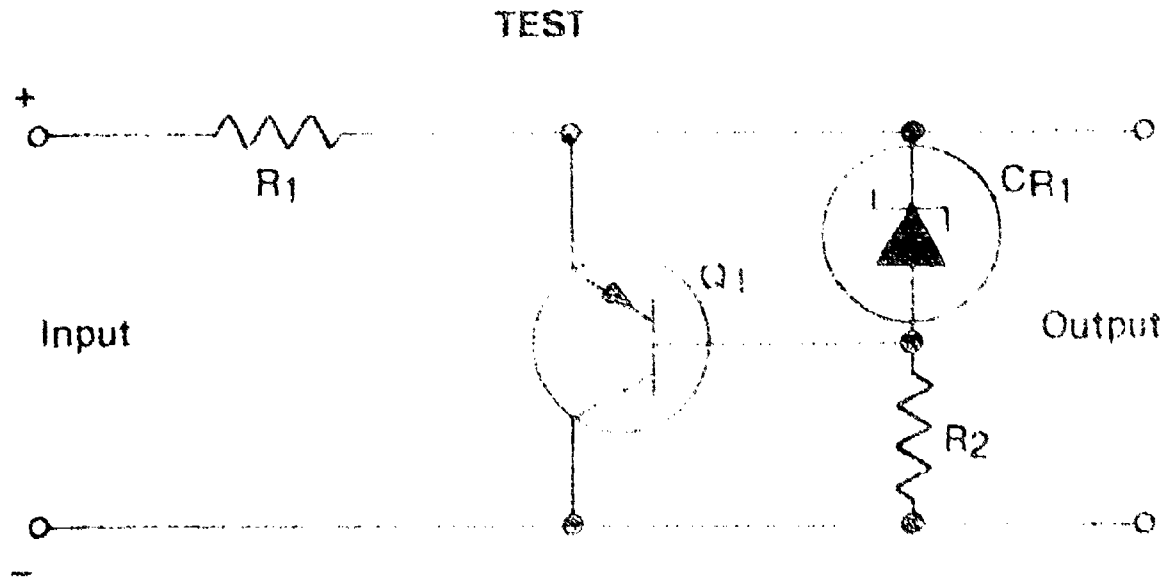 TEST
+
R1
CR1
Q1
Input
Output
R2
−